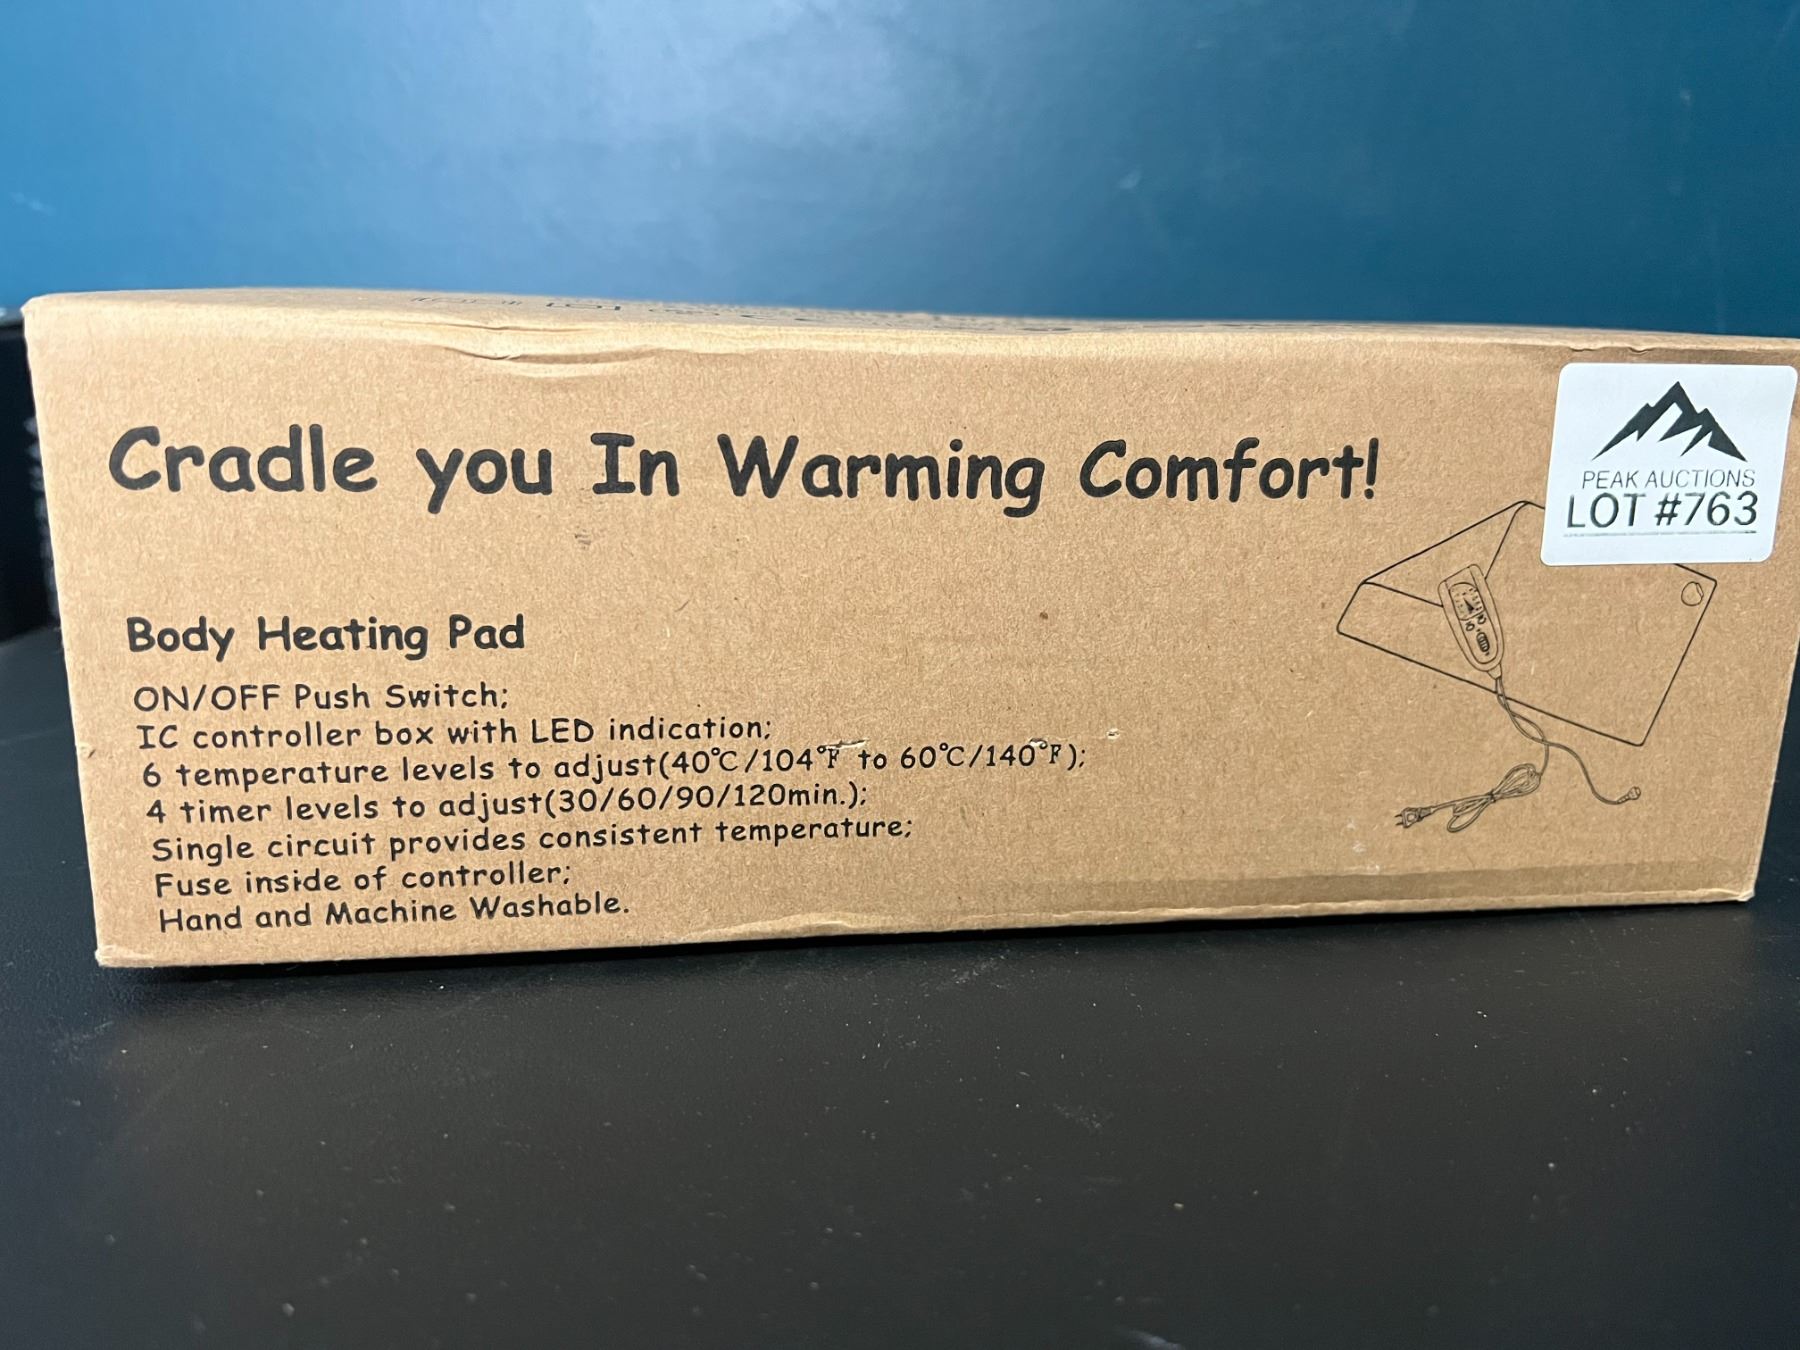 Cradle you In Warming Comfort!
PEAK AUCTIONS
LOT #763
Body Heating Pad
ON/OFF Push Switch;
IC controller box with LED indication;
6 temperature levels to adjust(40℃/104℉ to 60℃/140℉);
4 timer levels to adjust(30/60/90/120min.);
Single circuit provides consistent temperature;
Fuse inside of controller;
Hand and Machine Washable.